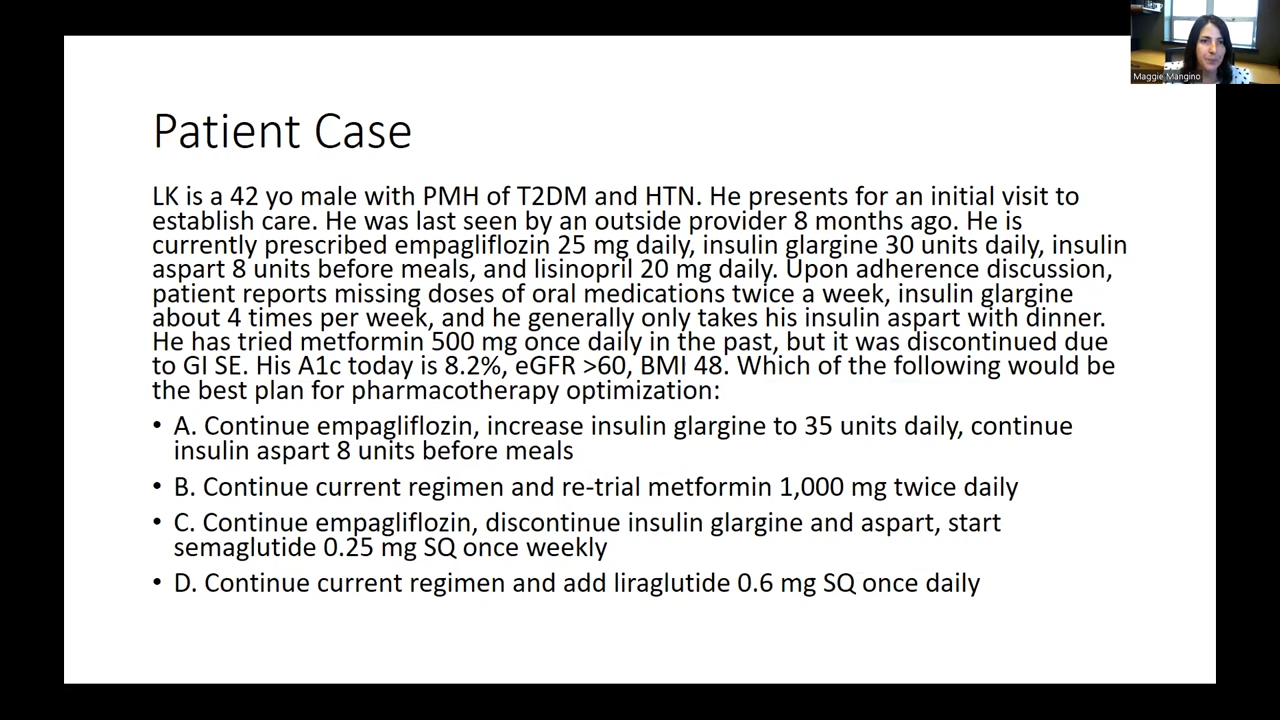 Maggie Mangino
Patient Case
LK is a 42 yo male with PMH of T2DM and HTN. He presents for an initial visit to
establish care. He was last seen by an outside provider 8 months ago. He is
currently prescribed empagliflozin 25 mg daily, insulin glargine 30 units daily, insulin
aspart 8 units before meals, and lisinopril 20 mg daily. Upon adherence discussion,
patient reports missing doses of oral medications twice a week, insulin glargine
about 4 times per week, and he generally only takes his insulin aspart with dinner.
He has tried metformin 500 mg once daily in the past, but it was discontinued due
to GI SE. His A1c today is 8.2%, eGFR >60, BMI 48. Which of the following would be
the best plan for pharmacotherapy optimization:
• A. Continue empagliflozin, increase insulin glargine to 35 units daily, continue
insulin aspart 8 units before meals
• B. Continue current regimen and re-trial metformin 1,000 mg twice daily
• C. Continue empagliflozin, discontinue insulin glargine and aspart, start
semaglutide 0.25 mg SQ once weekly
• D. Continue current regimen and add liraglutide 0.6 mg SQ once daily